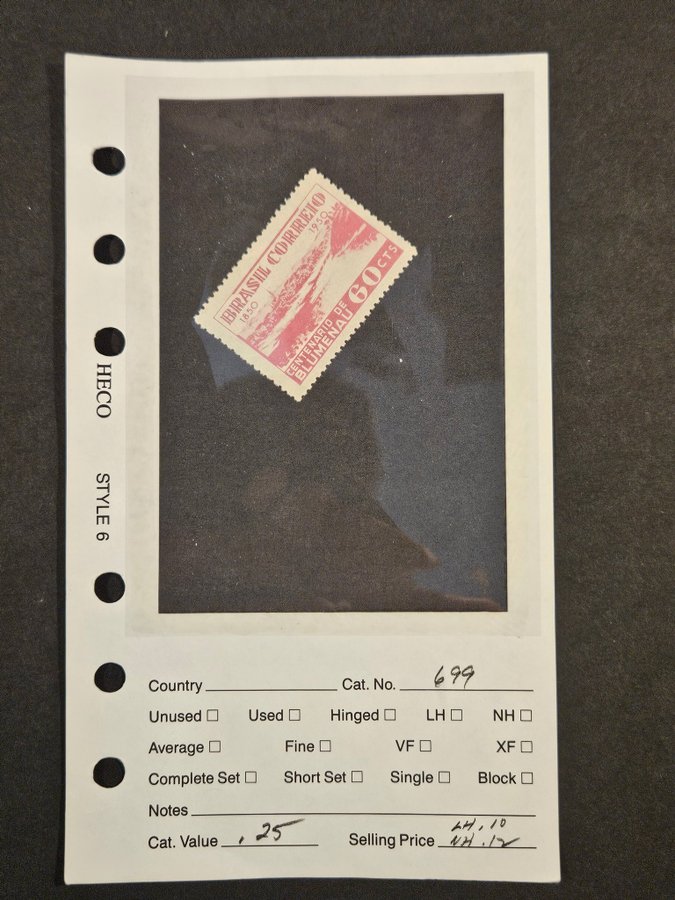 BRASIL CORREIO
1850 1950
CENTENARIO DE
BLUMENAU 60 CTS
HECO STYLE 6
Country Cat. No. 699
Unused Used Hinged LH NH
Average Fine VF XF
Complete Set Short Set Single Block
Notes
Cat. Value .25 Selling Price LH .10
NH .12